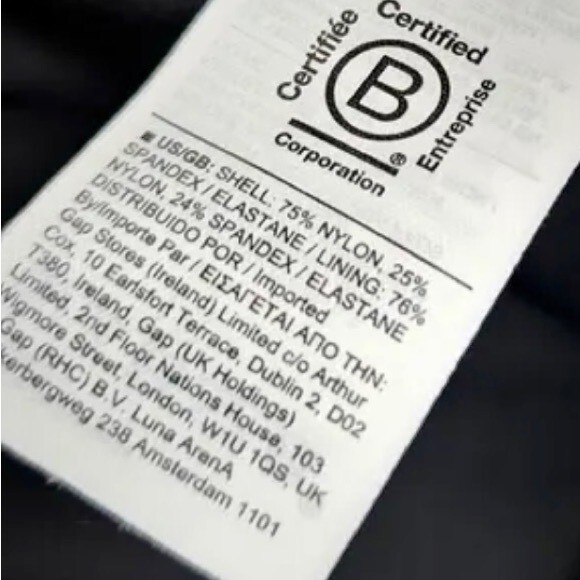 Certifiée
Certified
B
®
Entreprise
Corporation
■ US/GB: SHELL: 75% NYLON, 25%
SPANDEX / ELASTANE / LINING: 76%
NYLON, 24% SPANDEX / ELASTANE
DISTRIBUIDO POR / Imported
By/Importe Par / ΕΙΣΑΓΕΤΑΙ ΑΠΟ ΤΗΝ:
Gap Stores (Ireland) Limited c/o Arthur
Cox, 10 Earlsfort Terrace, Dublin 2, D02
T380, Ireland, Gap (UK Holdings)
Limited, 2nd Floor Nations House, 103
Wigmore Street, London, W1U 1QS, UK
Gap (RHC) B.V. Luna ArenA
kerbergweg 238 Amsterdam 1101